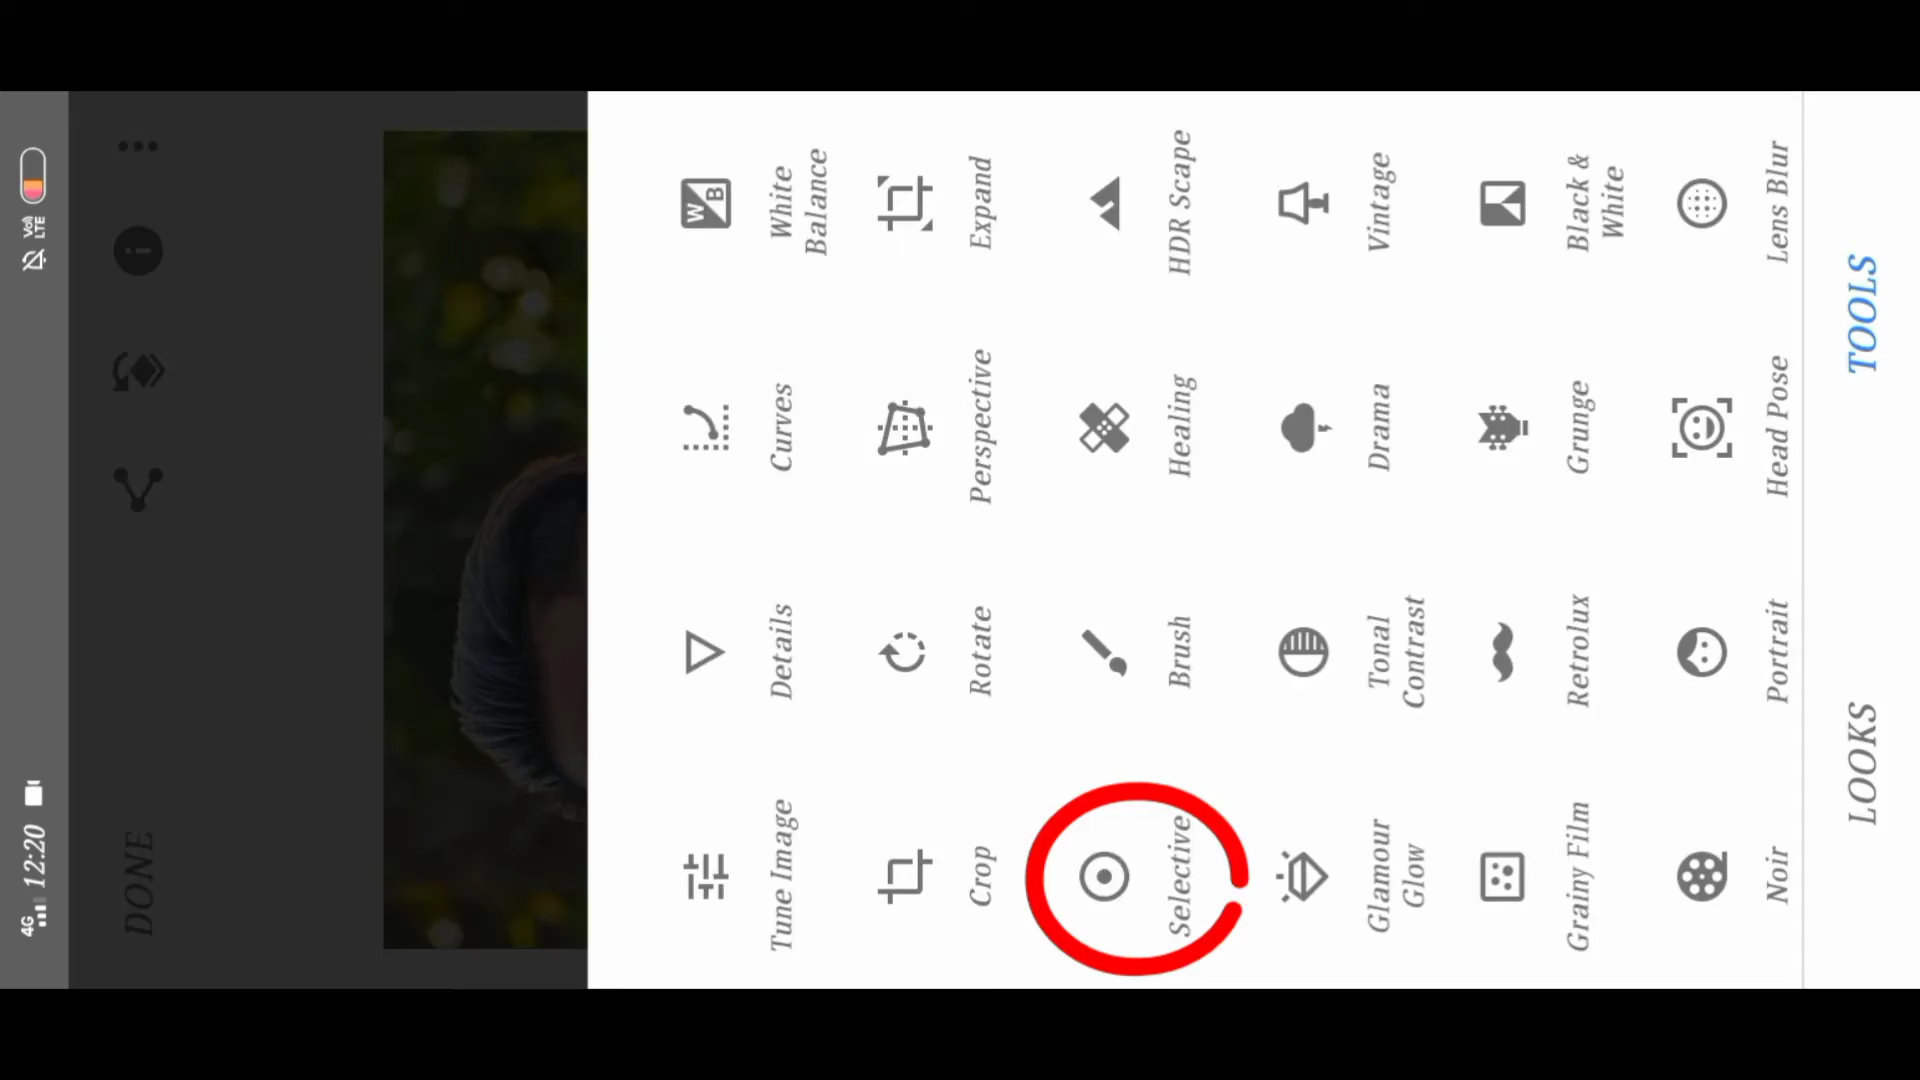 4G 12:20 Vo) LTE
DONE
Tune Image Details Curves White Balance
Crop Rotate Perspective Expand
Selective Brush Healing HDR Scape
Glamour Glow Tonal Contrast Drama Vintage
Grainy Film Retrolux Grunge Black & White
Noir Portrait Head Pose Lens Blur
LOOKS TOOLS